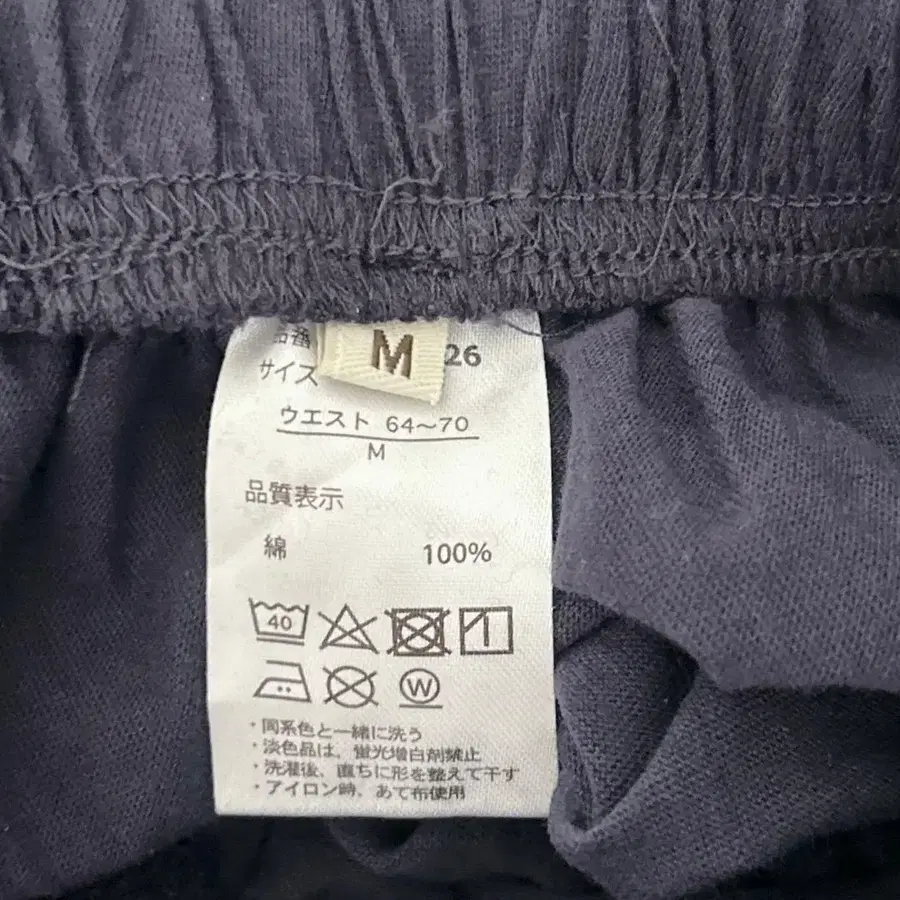 品番 26
M
サイズ
ウエスト 64～70
M
品質表示
綿 100%
40
W
・同系色と一緒に洗う
・淡色品は、蛍光増白剤禁止
・洗濯後、直ちに形を整えて干す
・アイロン時、あて布使用